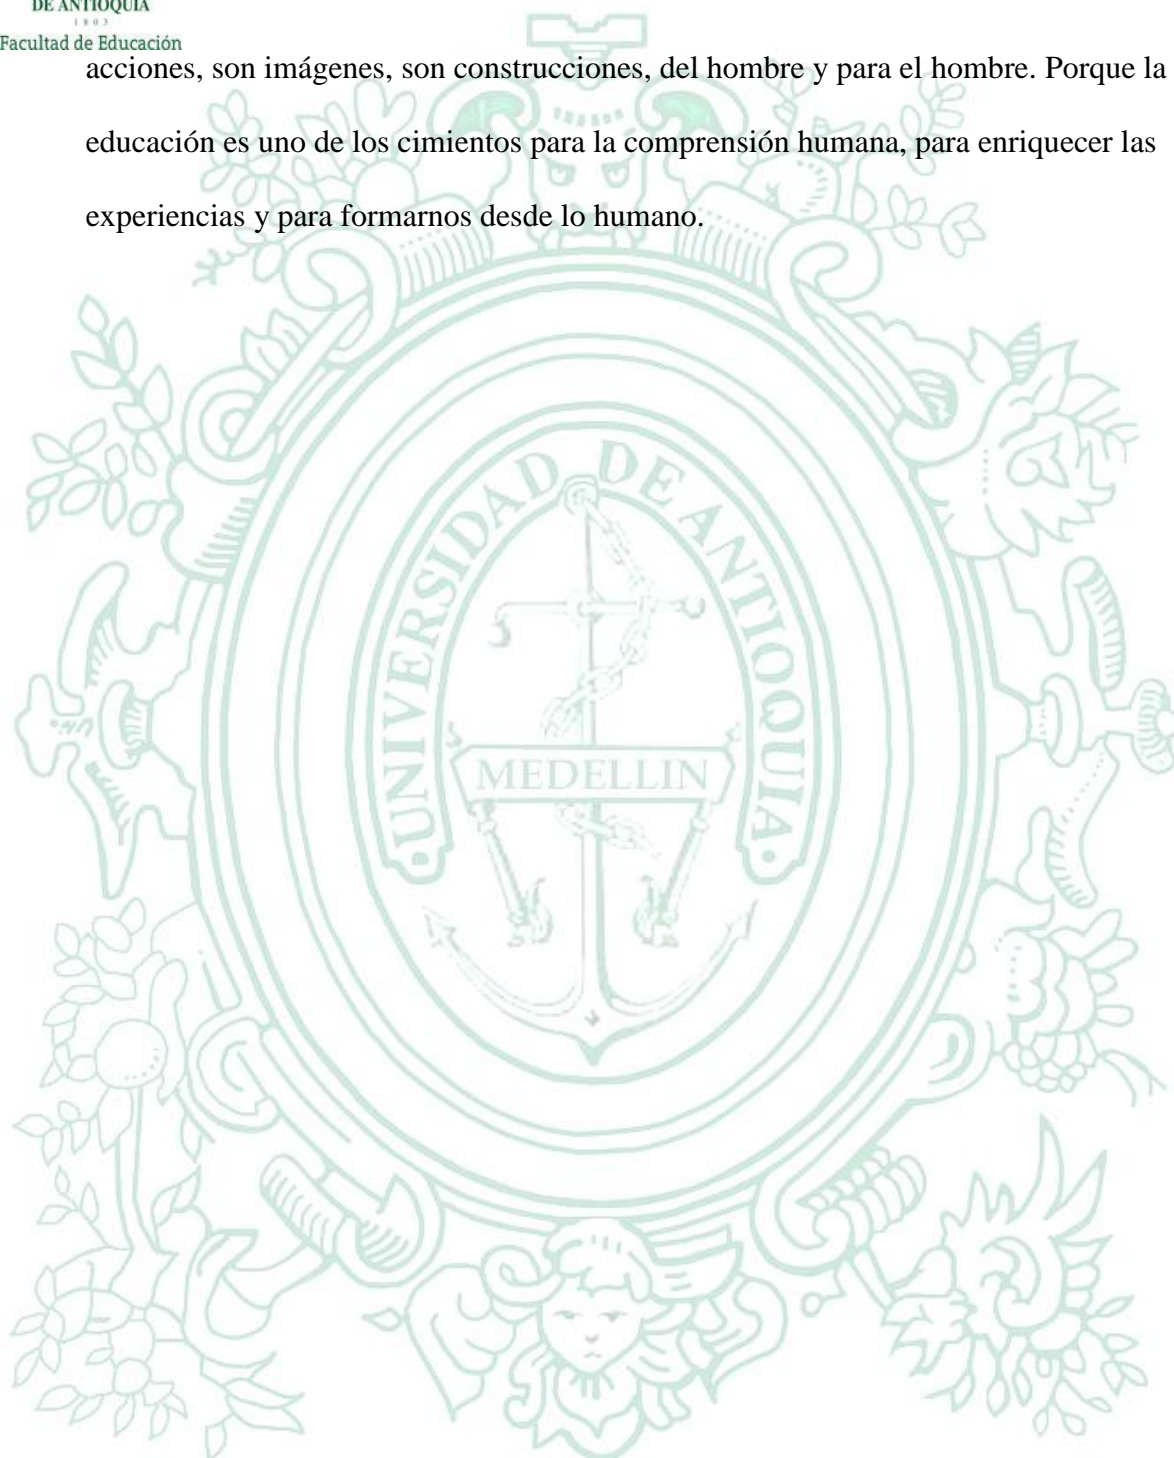 DE ANTIOQUIA
1803
Facultad de Educación
acciones, son imágenes, son construcciones, del hombre y para el hombre. Porque la
educación es uno de los cimientos para la comprensión humana, para enriquecer las
experiencias y para formarnos desde lo humano.
UNIVERSIDAD DE ANTIOQUIA
MEDELLIN